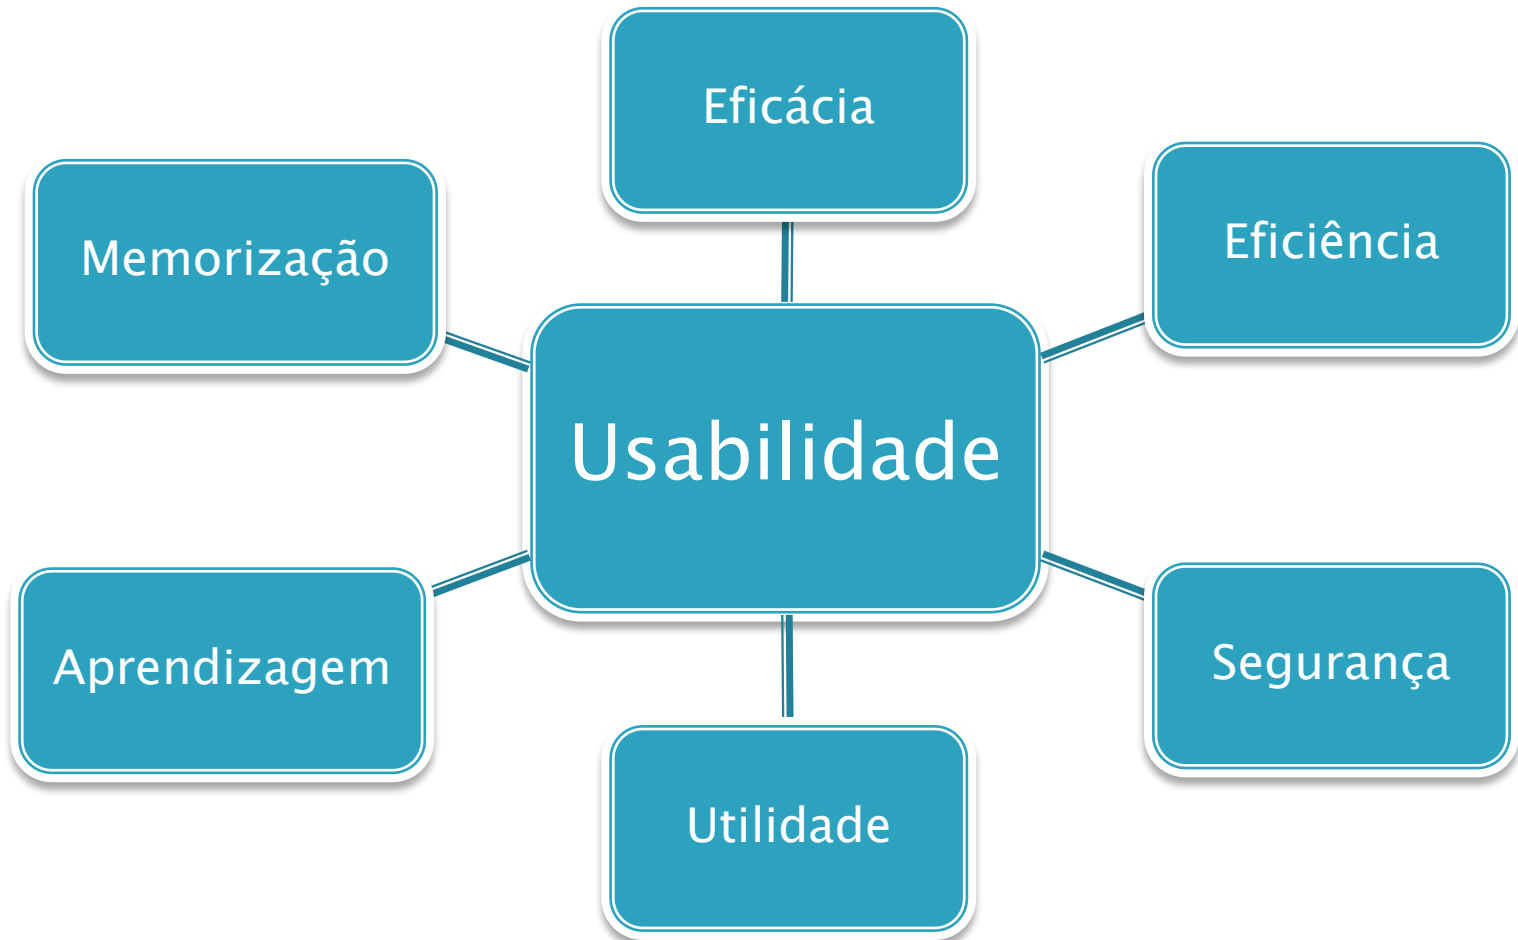 Eficácia
Memorização
Eficiência
Usabilidade
Aprendizagem
Segurança
Utilidade